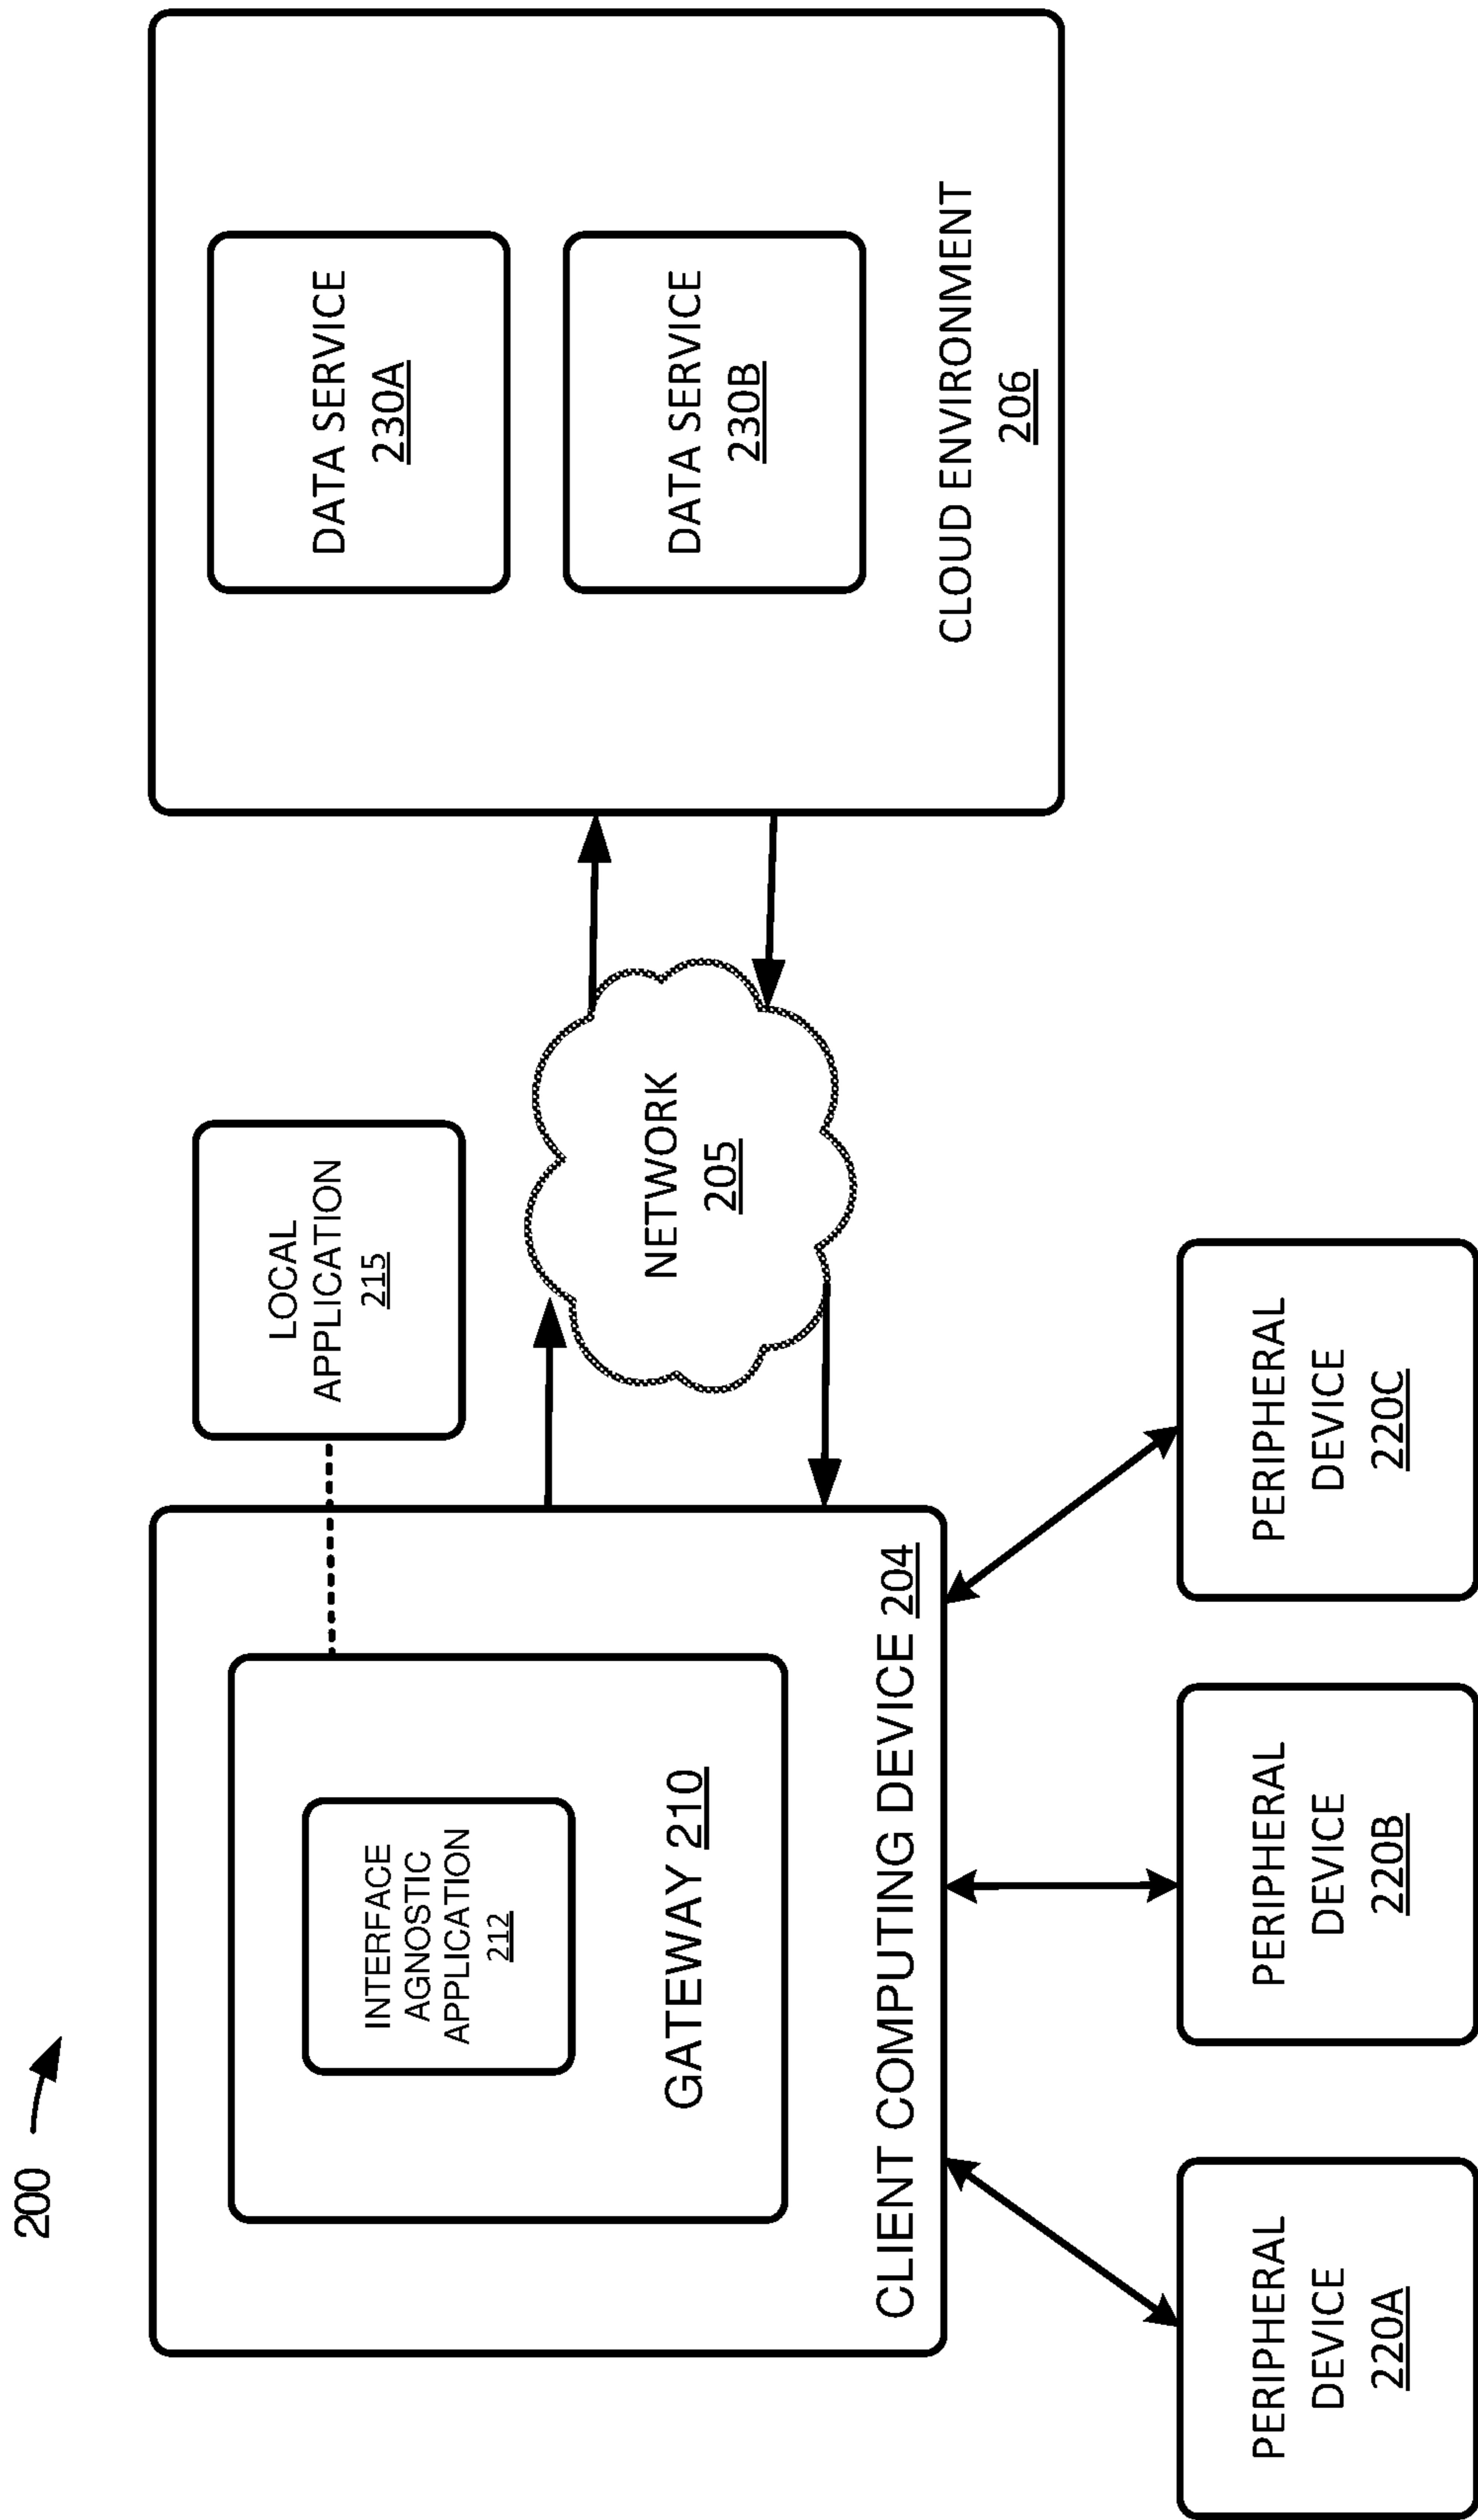 200
INTERFACE
AGNOSTIC
APPLICATION
212
GATEWAY 210
CLIENT COMPUTING DEVICE 204
LOCAL
APPLICATION
215
NETWORK
205
DATA SERVICE
230A
DATA SERVICE
230B
CLOUD ENVIRONMENT
206
PERIPHERAL
DEVICE
220A
PERIPHERAL
DEVICE
220B
PERIPHERAL
DEVICE
220C